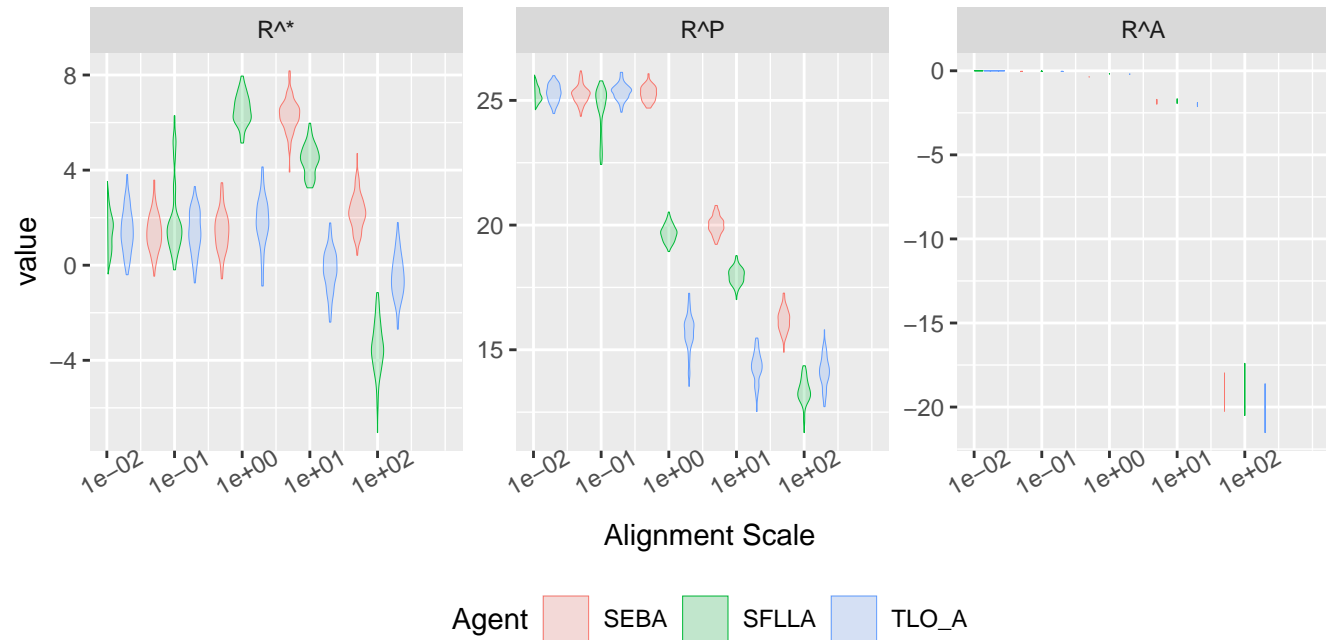 R^* R^P R^A
value
8
4
0
−4
25
20
15
0
−5
−10
−15
−20
1e−02 1e−01 1e+00 1e+01 1e+02 1e−02 1e−01 1e+00 1e+01 1e+02 1e−02 1e−01 1e+00 1e+01 1e+02
Alignment Scale
Agent SEBA SFLLA TLO_A